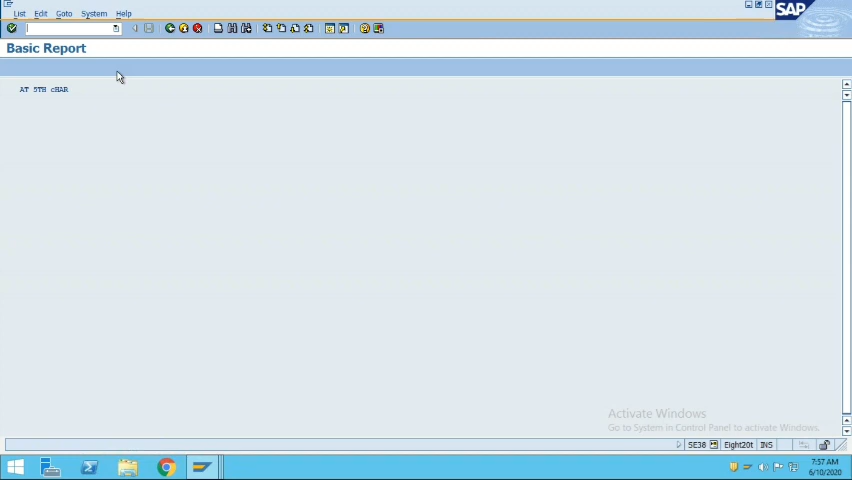 List Edit Goto System Help
SAP
Basic Report
AT 5TH cHAR
Activate Windows
Go to System in Control Panel to activate Windows.
SE38 Eight20t INS
7:57 AM
6/10/2020